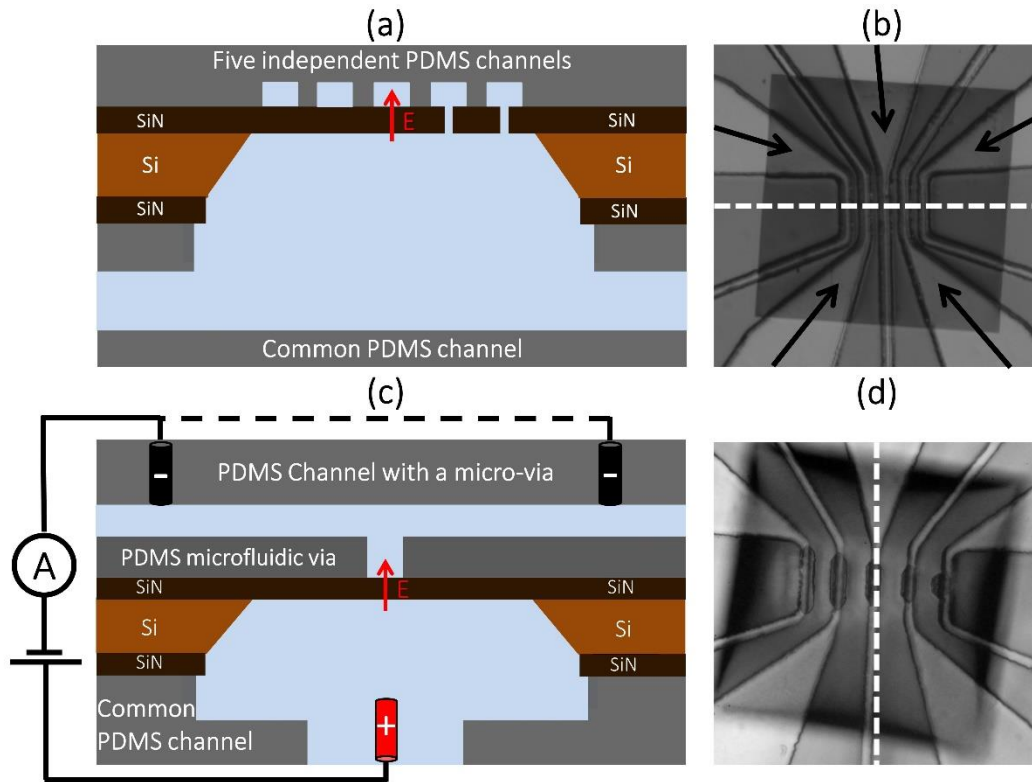 (a)
Five independent PDMS channels
SiN
E
SiN
Si
Si
SiN
SiN
Common PDMS channel
(b)
(c)
PDMS Channel with a micro-via
-
-
A
PDMS microfluidic via
SiN
E
SiN
Si
Si
SiN
SiN
Common
PDMS channel
+
(d)